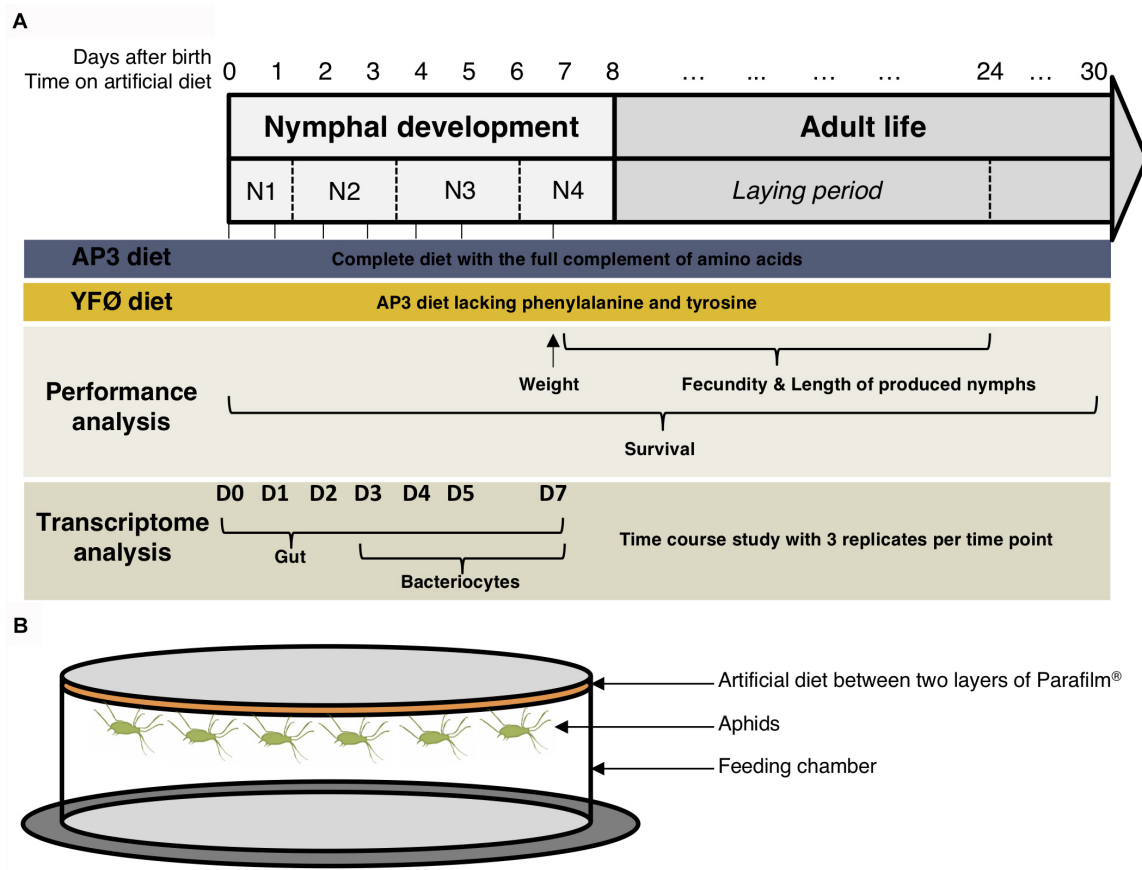 A
Days after birth
Time on artificial diet
0 1 2 3 4 5 6 7 8 … ... … … 24 … 30
Nymphal development
Adult life
N1 N2 N3 N4
Laying period
AP3 diet
Complete diet with the full complement of amino acids
YFØ diet
AP3 diet lacking phenylalanine and tyrosine
Performance
analysis
Weight
Fecundity & Length of produced nymphs
Survival
Transcriptome
analysis
D0 D1 D2 D3 D4 D5 D7
Gut
Bacteriocytes
Time course study with 3 replicates per time point
B
Artificial diet between two layers of Parafilm®
Aphids
Feeding chamber